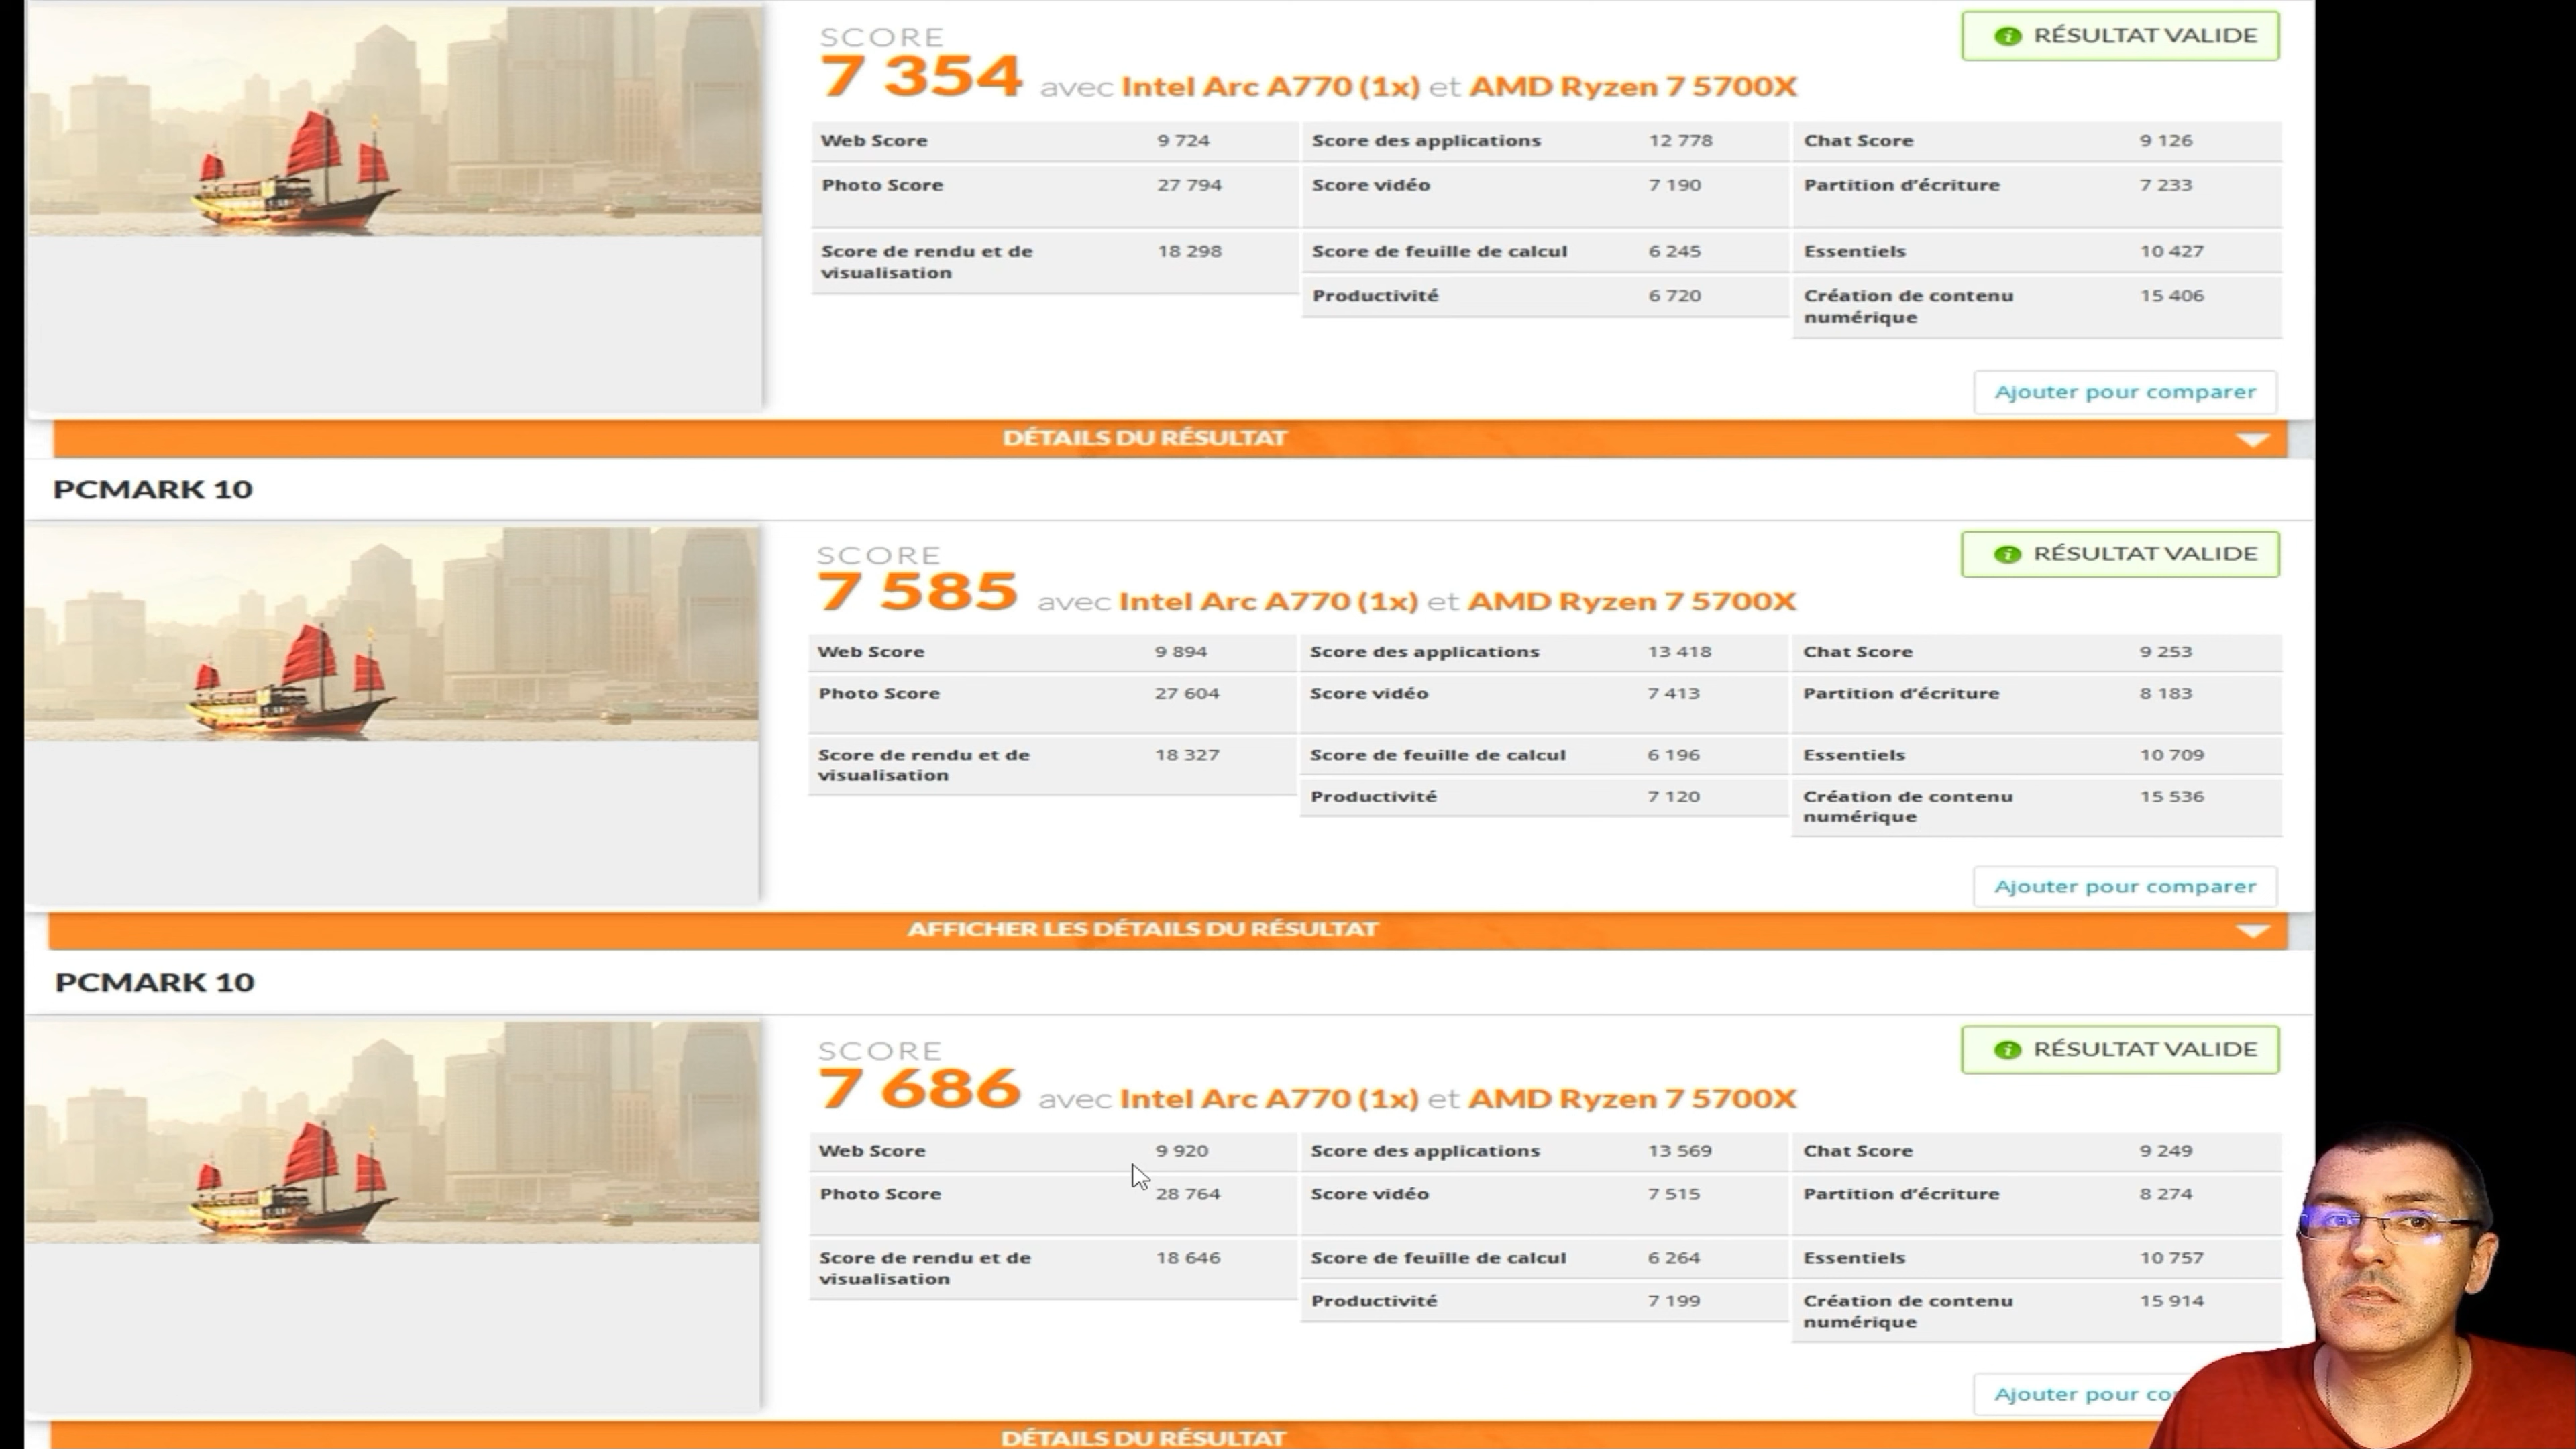 SCORE
7 354 avec Intel Arc A770 (1x) et AMD Ryzen 7 5700X
RÉSULTAT VALIDE
Web Score 9 724 Score des applications 12 778 Chat Score 9 126
Photo Score 27 794 Score vidéo 7 190 Partition d'écriture 7 233
Score de rendu et de visualisation 18 298 Score de feuille de calcul 6 245 Essentiels 10 427
Productivité 6 720 Création de contenu numérique 15 406
Ajouter pour comparer
DÉTAILS DU RÉSULTAT
PCMARK 10
SCORE
7 585 avec Intel Arc A770 (1x) et AMD Ryzen 7 5700X
RÉSULTAT VALIDE
Web Score 9 894 Score des applications 13 418 Chat Score 9 253
Photo Score 27 604 Score vidéo 7 413 Partition d'écriture 8 183
Score de rendu et de visualisation 18 327 Score de feuille de calcul 6 196 Essentiels 10 709
Productivité 7 120 Création de contenu numérique 15 536
Ajouter pour comparer
AFFICHER LES DÉTAILS DU RÉSULTAT
PCMARK 10
SCORE
7 686 avec Intel Arc A770 (1x) et AMD Ryzen 7 5700X
RÉSULTAT VALIDE
Web Score 9 920 Score des applications 13 569 Chat Score 9 249
Photo Score 28 764 Score vidéo 7 515 Partition d'écriture 8 274
Score de rendu et de visualisation 18 646 Score de feuille de calcul 6 264 Essentiels 10 757
Productivité 7 199 Création de contenu numérique 15 914
Ajouter pour co
DÉTAILS DU RÉSULTAT